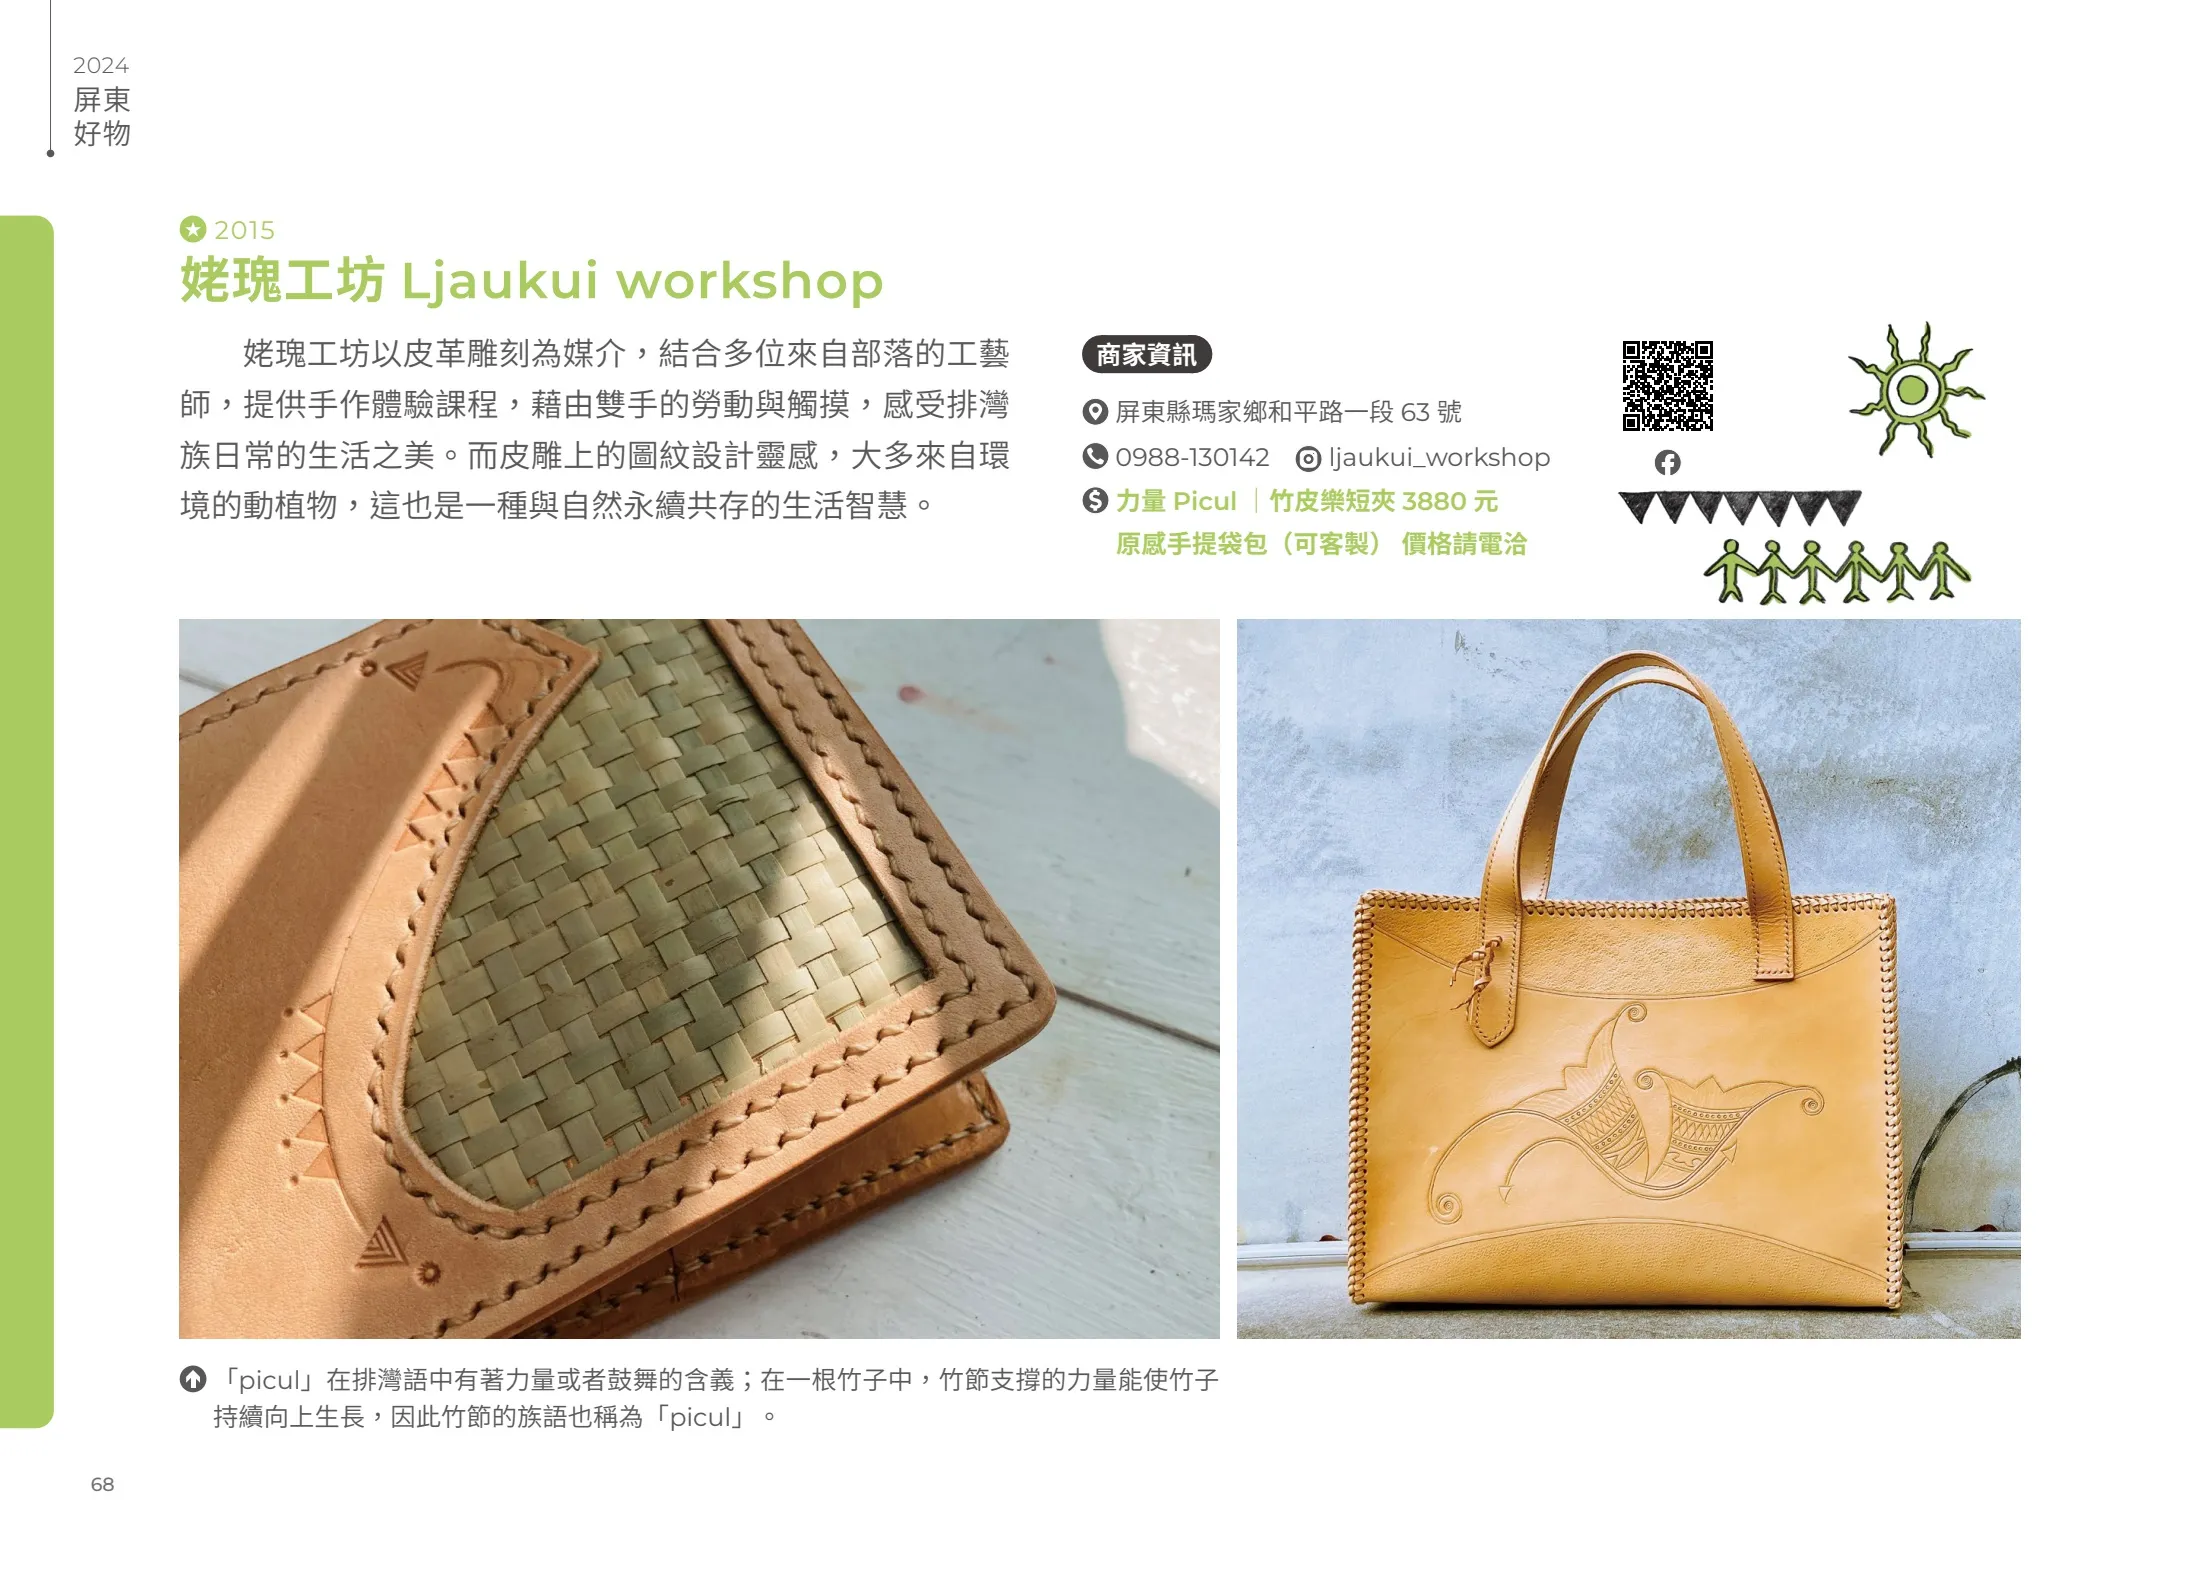 2024
屏東
好物
2015
姥瑰工坊 Ljaukui workshop
姥瑰工坊以皮革雕刻為媒介，結合多位來自部落的工藝
師，提供手作體驗課程，藉由雙手的勞動與觸摸，感受排灣
族日常的生活之美。而皮雕上的圖紋設計靈感，大多來自環
境的動植物，這也是一種與自然永續共存的生活智慧。
商家資訊
屏東縣瑪家鄉和平路一段 63 號
0988-130142 ljaukui_workshop
力量 Picul｜竹皮樂短夾 3880 元
原感手提袋包（可客製） 價格請電洽
「picul」在排灣語中有著力量或者鼓舞的含義；在一根竹子中，竹節支撐的力量能使竹子
持續向上生長，因此竹節的族語也稱為「picul」。
68